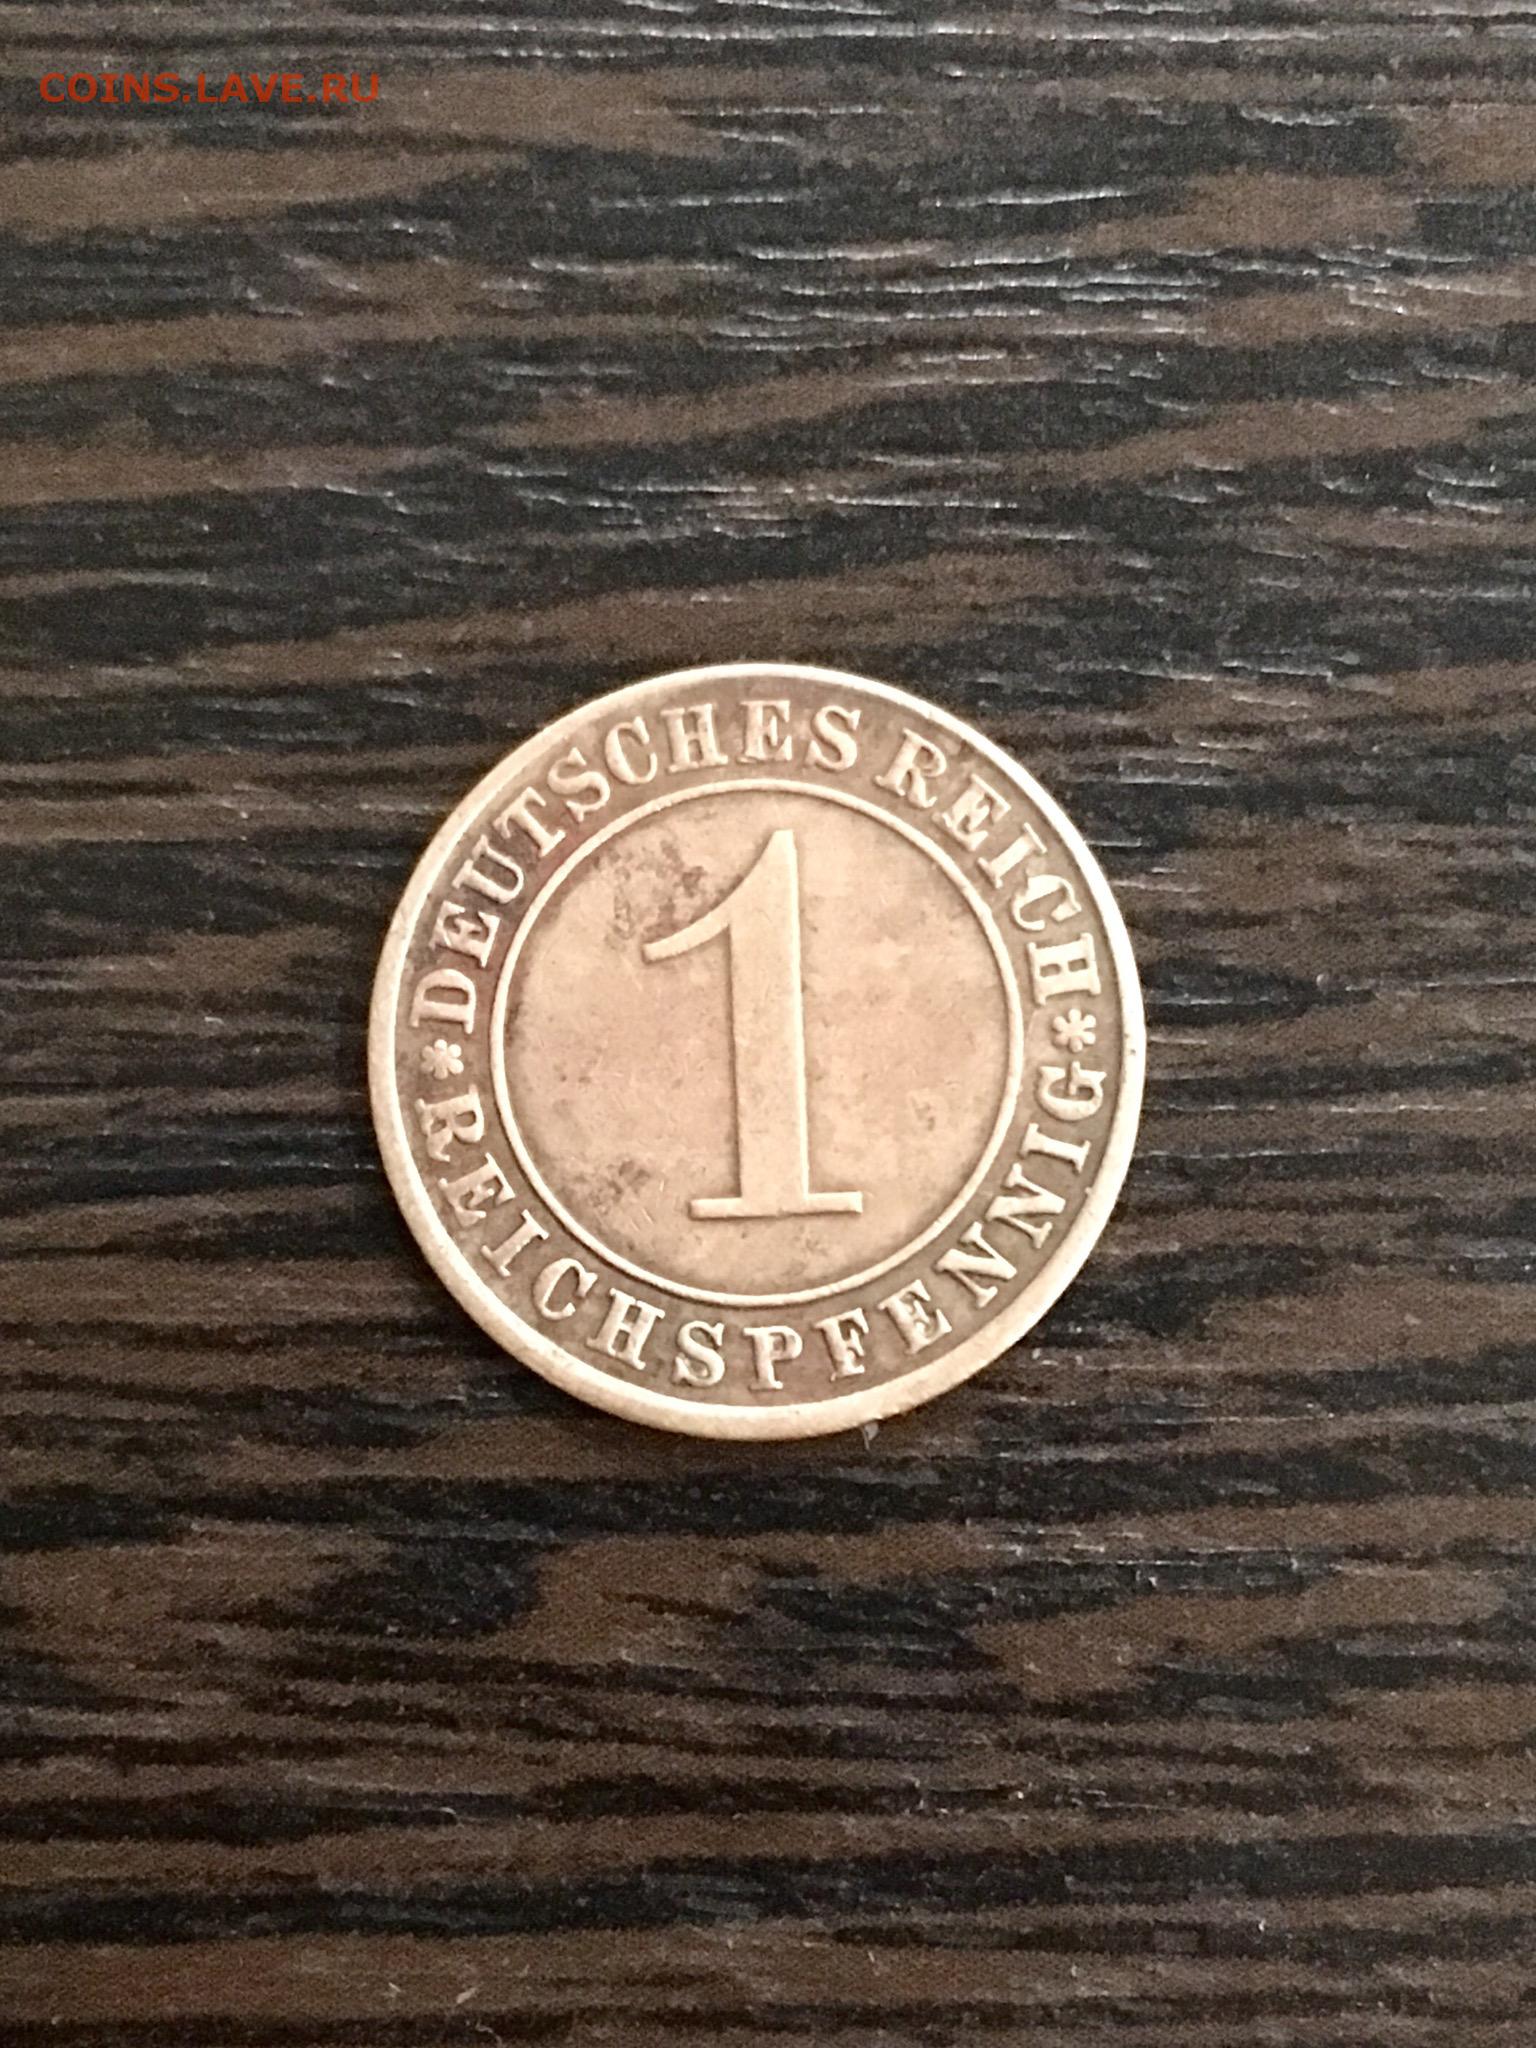 COINS.LAVE.RU
DEUTSCHES REICH
1
* REICHSPFENNIG *